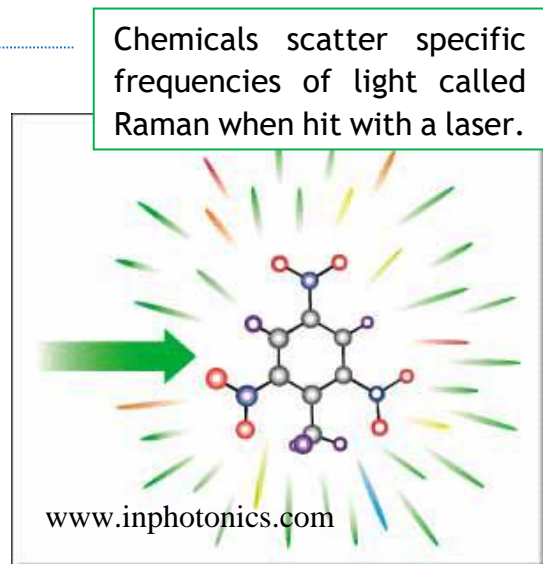 Chemicals scatter specific
frequencies of light called
Raman when hit with a laser.
www.inphotonics.com